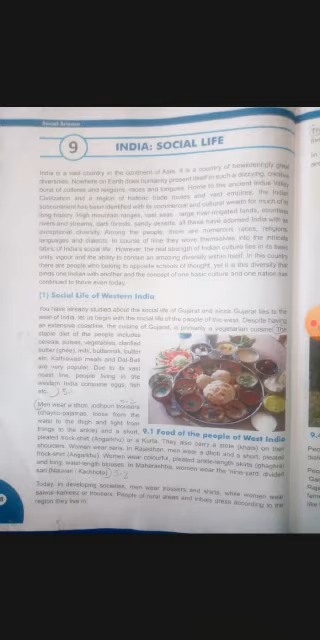 Social Science
9
INDIA: SOCIAL LIFE
India is a vast country in the continent of Asia. It is a country of bewilderingly great
diversities. Nowhere on Earth does humanity present itself in such a dizzying, creative
burst of cultures and religions, races and tongues. Home to the ancient Indus Valley
Civilisation and a region of historic trade routes and vast empires, the Indian
subcontinent has been identified with its commercial and cultural wealth for much of its
long history. High mountain ranges, vast seas, large river-irrigated lands, countless
rivers and streams, dark forests, sandy deserts, all these have adorned India with an
exceptional diversity. Among the people, there are numerous races, religions,
languages and dialects. In course of time they wove themselves into the intricate
fabric of India's social life. However, the real strength of Indian culture lies in its basic
unity, vigour and the ability to contain an amazing diversity within itself. In this country
there are people who belong to opposite schools of thought, yet it is this diversity that
binds one Indian with another and the concept of one basic culture and one nation has
continued to thrive even today.
(1) Social Life of Western India
You have already studied about the social life of Gujarat and since Gujarat lies to the
west of India, let us begin with the social life of the people of the west. Despite having
an extensive coastline, the cuisine of Gujarat is primarily a vegetarian cuisine. The
staple diet of the people includes
cereals, pulses, vegetables, clarified
butter (ghee), milk, buttermilk, butter
etc. Kathiawadi meals and Dal-Bati
are very popular. Due to its vast
coast line, people living in the
western India consume eggs, fish
etc.
Men wear a dhoti, jodhpuri trousers
(khayro-pajamas, loose from the
waist to the thigh and tight from
knees to the ankle) and a short,
9.1 Food of the people of West India
pleated frock-shirt (Angarkhu) or a Kurta. They also carry a stole (khais) on their
shoulders. Women wear saris. In Rajasthan, men wear a dhoti and a short, pleated
frock-shirt (Angarkhu). Women wear colourful, pleated ankle-length skirts (ghaghra)
and long, waist-length blouses. In Maharashtra, women wear the 'nine-yard, divided'
sari (Nauvari - Kachhota).
Today, in developing societies, men wear trousers and shirts, while women wear
salwar-kameez or trousers. People of rural areas and tribals dress according to the
region they live in.